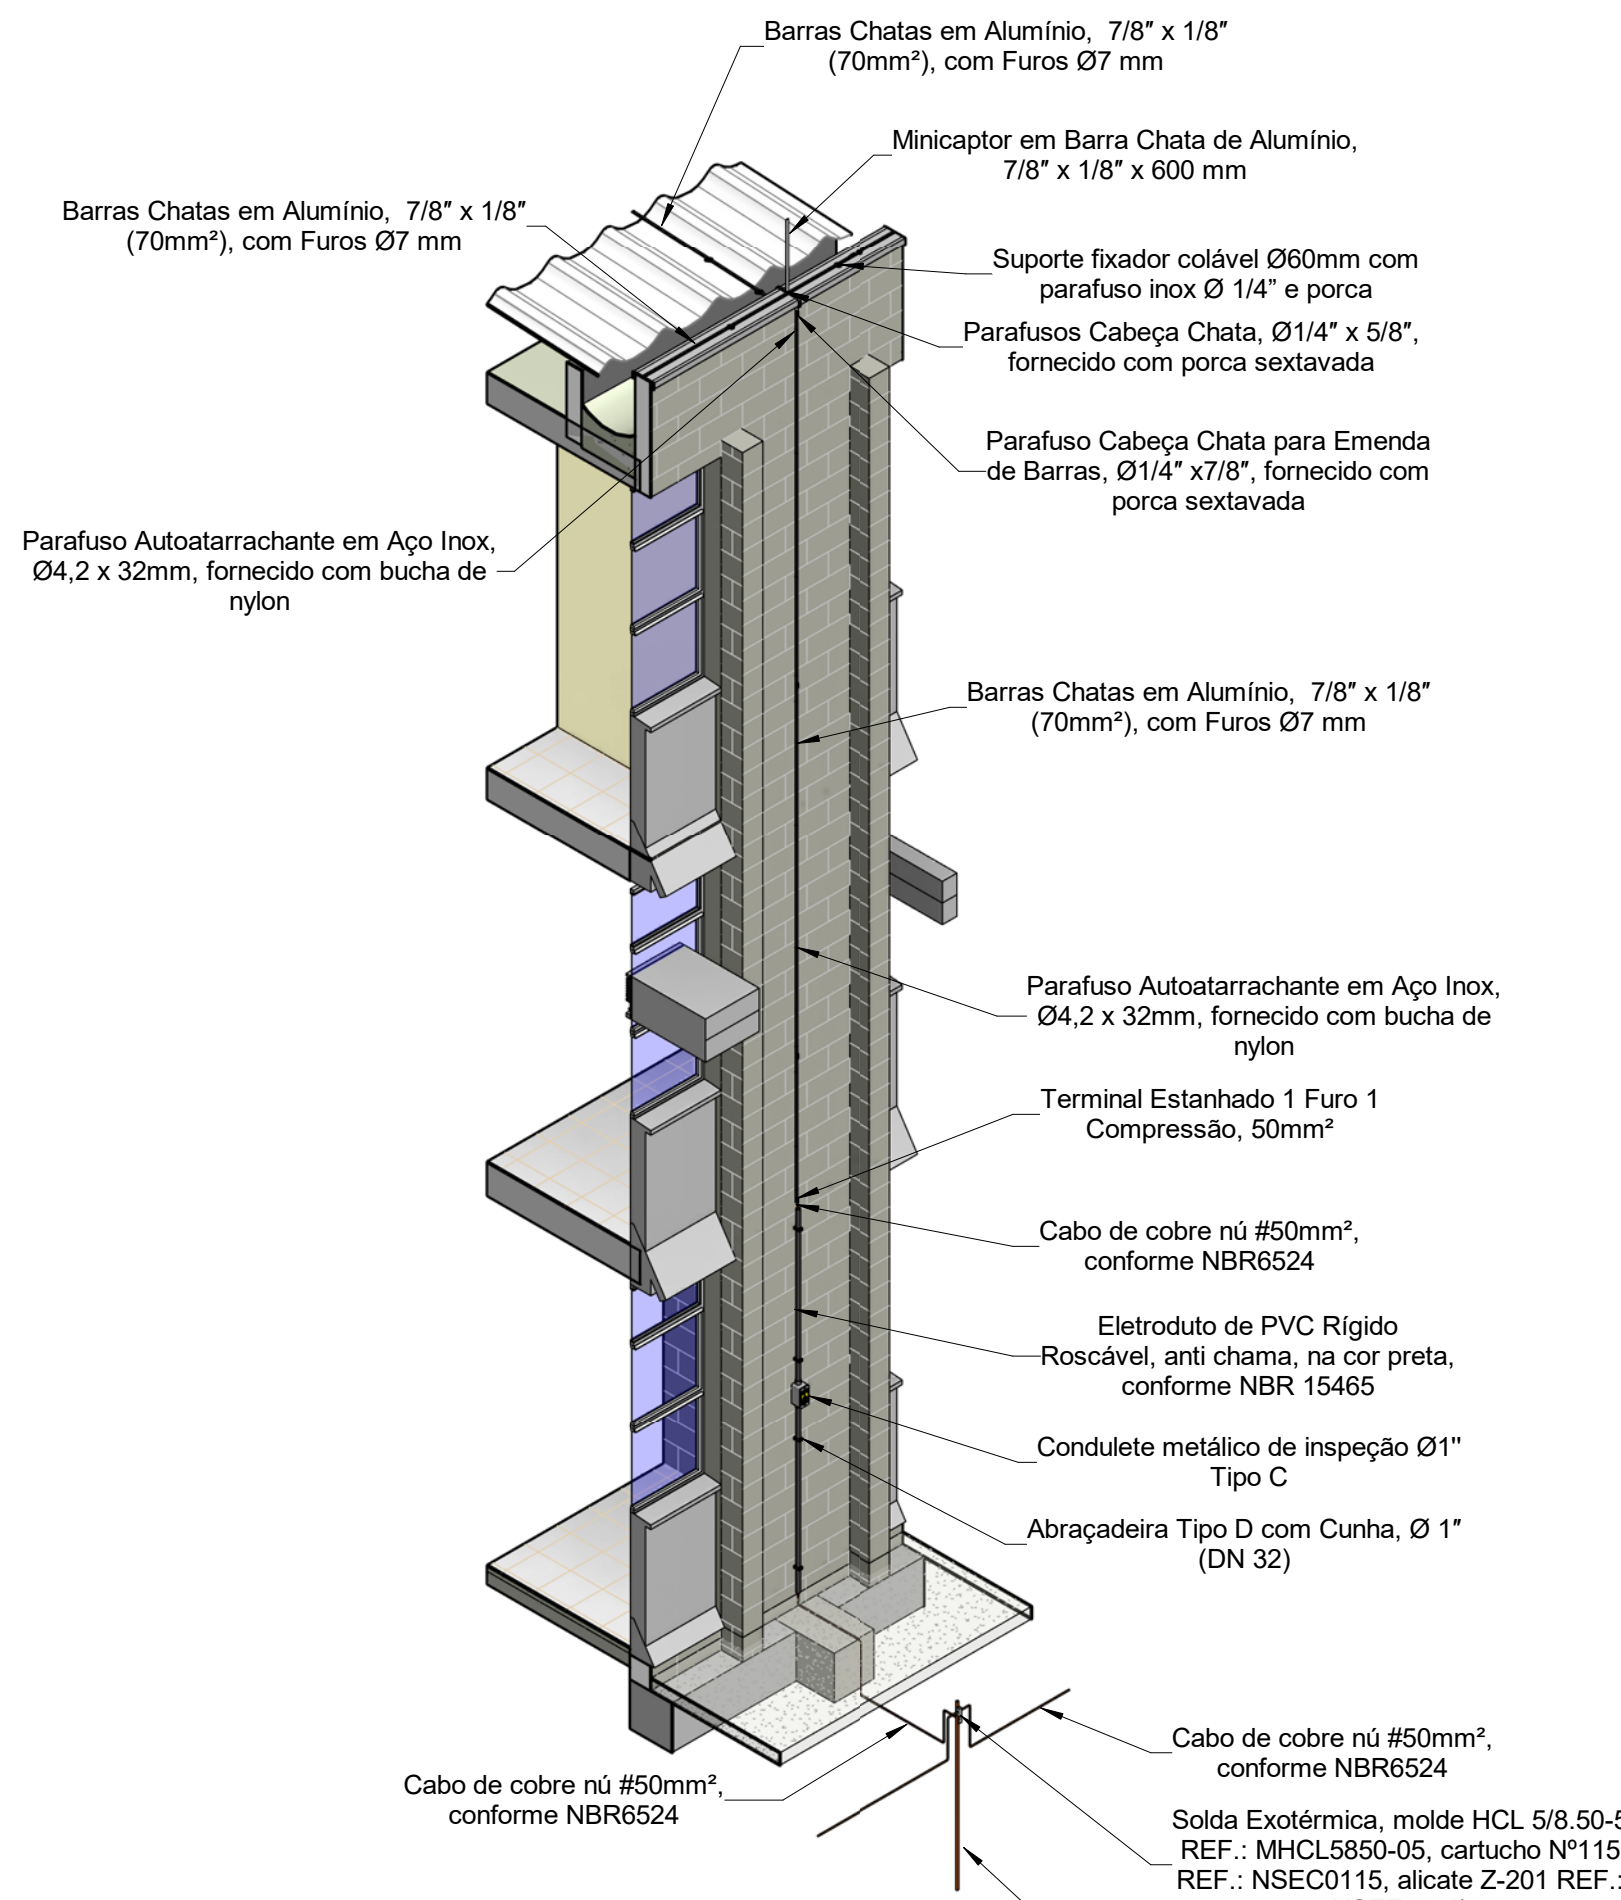 Barras Chatas em Alumínio, 7/8" x 1/8"
(70mm²), com Furos Ø7 mm
Minicaptor em Barra Chata de Alumínio,
7/8" x 1/8" x 600 mm
Barras Chatas em Alumínio, 7/8" x 1/8"
(70mm²), com Furos Ø7 mm
Suporte fixador colável Ø60mm com
parafuso inox Ø 1/4” e porca
Parafusos Cabeça Chata, Ø1/4" x 5/8",
fornecido com porca sextavada
Parafuso Cabeça Chata para Emenda
de Barras, Ø1/4" x7/8", fornecido com
porca sextavada
Parafuso Autoatarrachante em Aço Inox,
Ø4,2 x 32mm, fornecido com bucha de
nylon
Barras Chatas em Alumínio, 7/8" x 1/8"
(70mm²), com Furos Ø7 mm
Parafuso Autoatarrachante em Aço Inox,
Ø4,2 x 32mm, fornecido com bucha de
nylon
Terminal Estanhado 1 Furo 1
Compressão, 50mm²
Cabo de cobre nú #50mm²,
conforme NBR6524
Eletroduto de PVC Rígido
Roscável, anti chama, na cor preta,
conforme NBR 15465
Condulete metálico de inspeção Ø1"
Tipo C
Abraçadeira Tipo D com Cunha, Ø 1"
(DN 32)
Cabo de cobre nú #50mm²,
conforme NBR6524
Cabo de cobre nú #50mm²,
conforme NBR6524
Solda Exotérmica, molde HCL 5/8.50-5
REF.: MHCL5850-05, cartucho Nº115
REF.: NSEC0115, alicate Z-201 REF.: